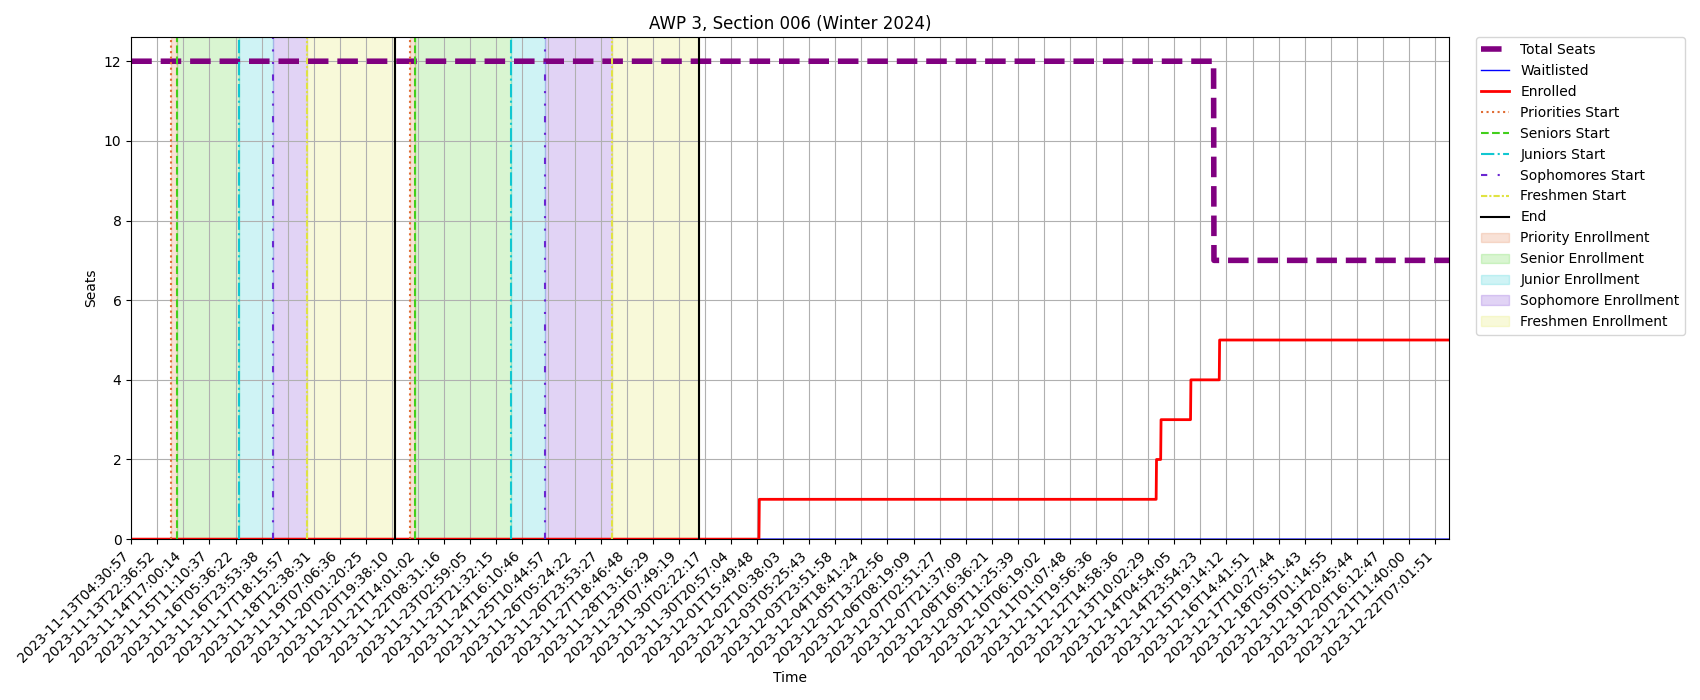 AWP 3, Section 006 (Winter 2024)
Seats
12
10
8
6
4
2
0
2023-11-13T04:30:57
2023-11-13T22:36:52
2023-11-14T17:00:14
2023-11-15T11:10:37
2023-11-16T05:36:22
2023-11-16T23:53:38
2023-11-17T18:15:57
2023-11-18T12:38:31
2023-11-19T07:06:36
2023-11-20T01:20:25
2023-11-20T19:38:10
2023-11-21T14:01:02
2023-11-22T08:31:16
2023-11-23T02:59:05
2023-11-23T21:32:15
2023-11-24T16:10:46
2023-11-25T10:44:57
2023-11-26T05:24:22
2023-11-26T23:53:27
2023-11-27T18:46:48
2023-11-28T13:16:29
2023-11-29T07:49:19
2023-11-30T02:22:17
2023-11-30T20:57:04
2023-12-01T15:49:48
2023-12-02T10:38:03
2023-12-03T05:25:43
2023-12-03T23:51:58
2023-12-04T18:41:24
2023-12-05T13:22:56
2023-12-06T08:19:09
2023-12-07T02:51:27
2023-12-07T21:37:09
2023-12-08T16:36:21
2023-12-09T11:25:39
2023-12-10T06:19:02
2023-12-11T01:07:48
2023-12-11T19:56:36
2023-12-12T14:58:36
2023-12-13T10:02:29
2023-12-14T04:54:05
2023-12-14T23:54:23
2023-12-15T19:14:12
2023-12-16T14:41:51
2023-12-17T10:27:44
2023-12-18T05:51:43
2023-12-19T01:14:55
2023-12-19T20:45:44
2023-12-20T16:12:47
2023-12-21T11:40:00
2023-12-22T07:01:51
Time
Total Seats
Waitlisted
Enrolled
Priorities Start
Seniors Start
Juniors Start
Sophomores Start
Freshmen Start
End
Priority Enrollment
Senior Enrollment
Junior Enrollment
Sophomore Enrollment
Freshmen Enrollment